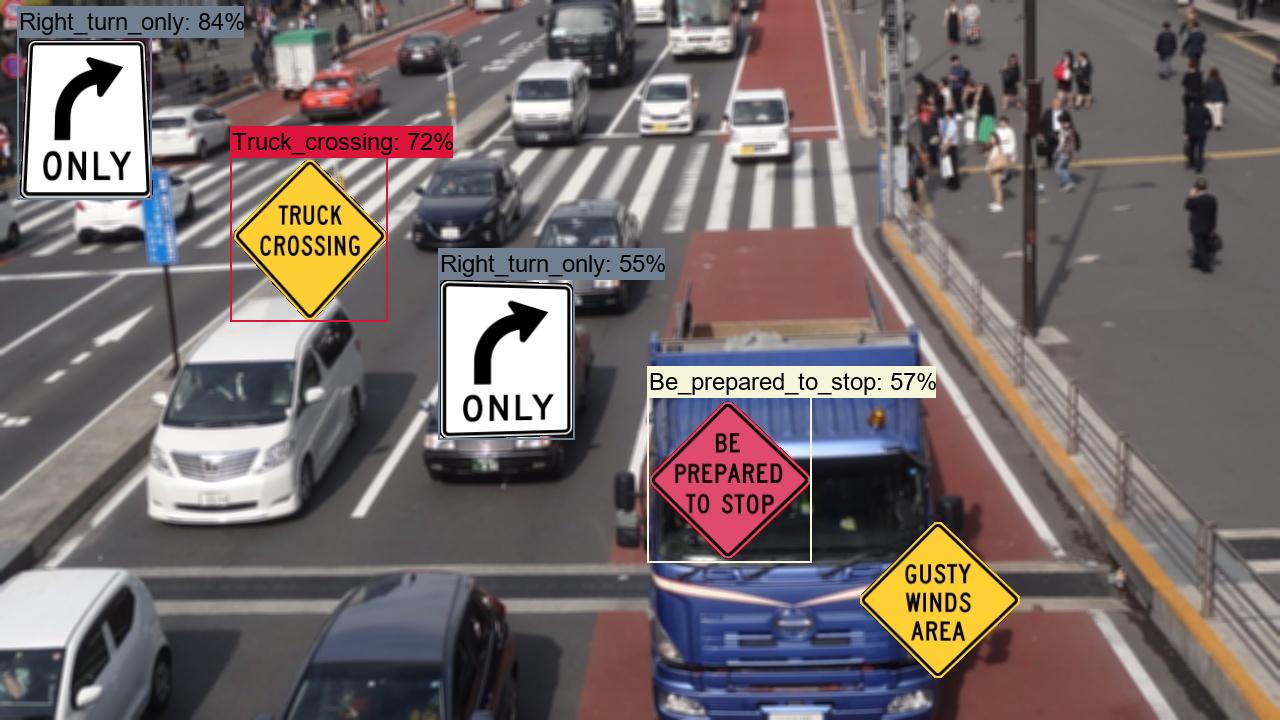 Right_turn_only: 84%
ONLY
Truck_crossing: 72%
TRUCK
CROSSING
Right_turn_only: 55%
ONLY
Be_prepared_to_stop: 57%
BE
PREPARED
TO STOP
GUSTY
WINDS
AREA